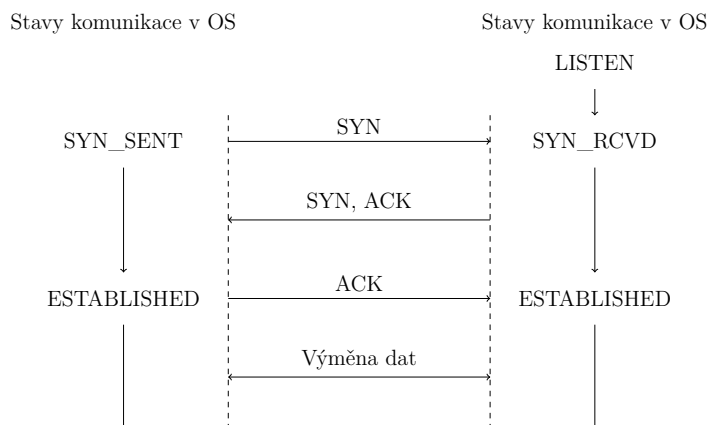 Stavy komunikace v OS
Stavy komunikace v OS
LISTEN
SYN
SYN_SENT
SYN_RCVD
SYN, ACK
ACK
ESTABLISHED
ESTABLISHED
Výměna dat